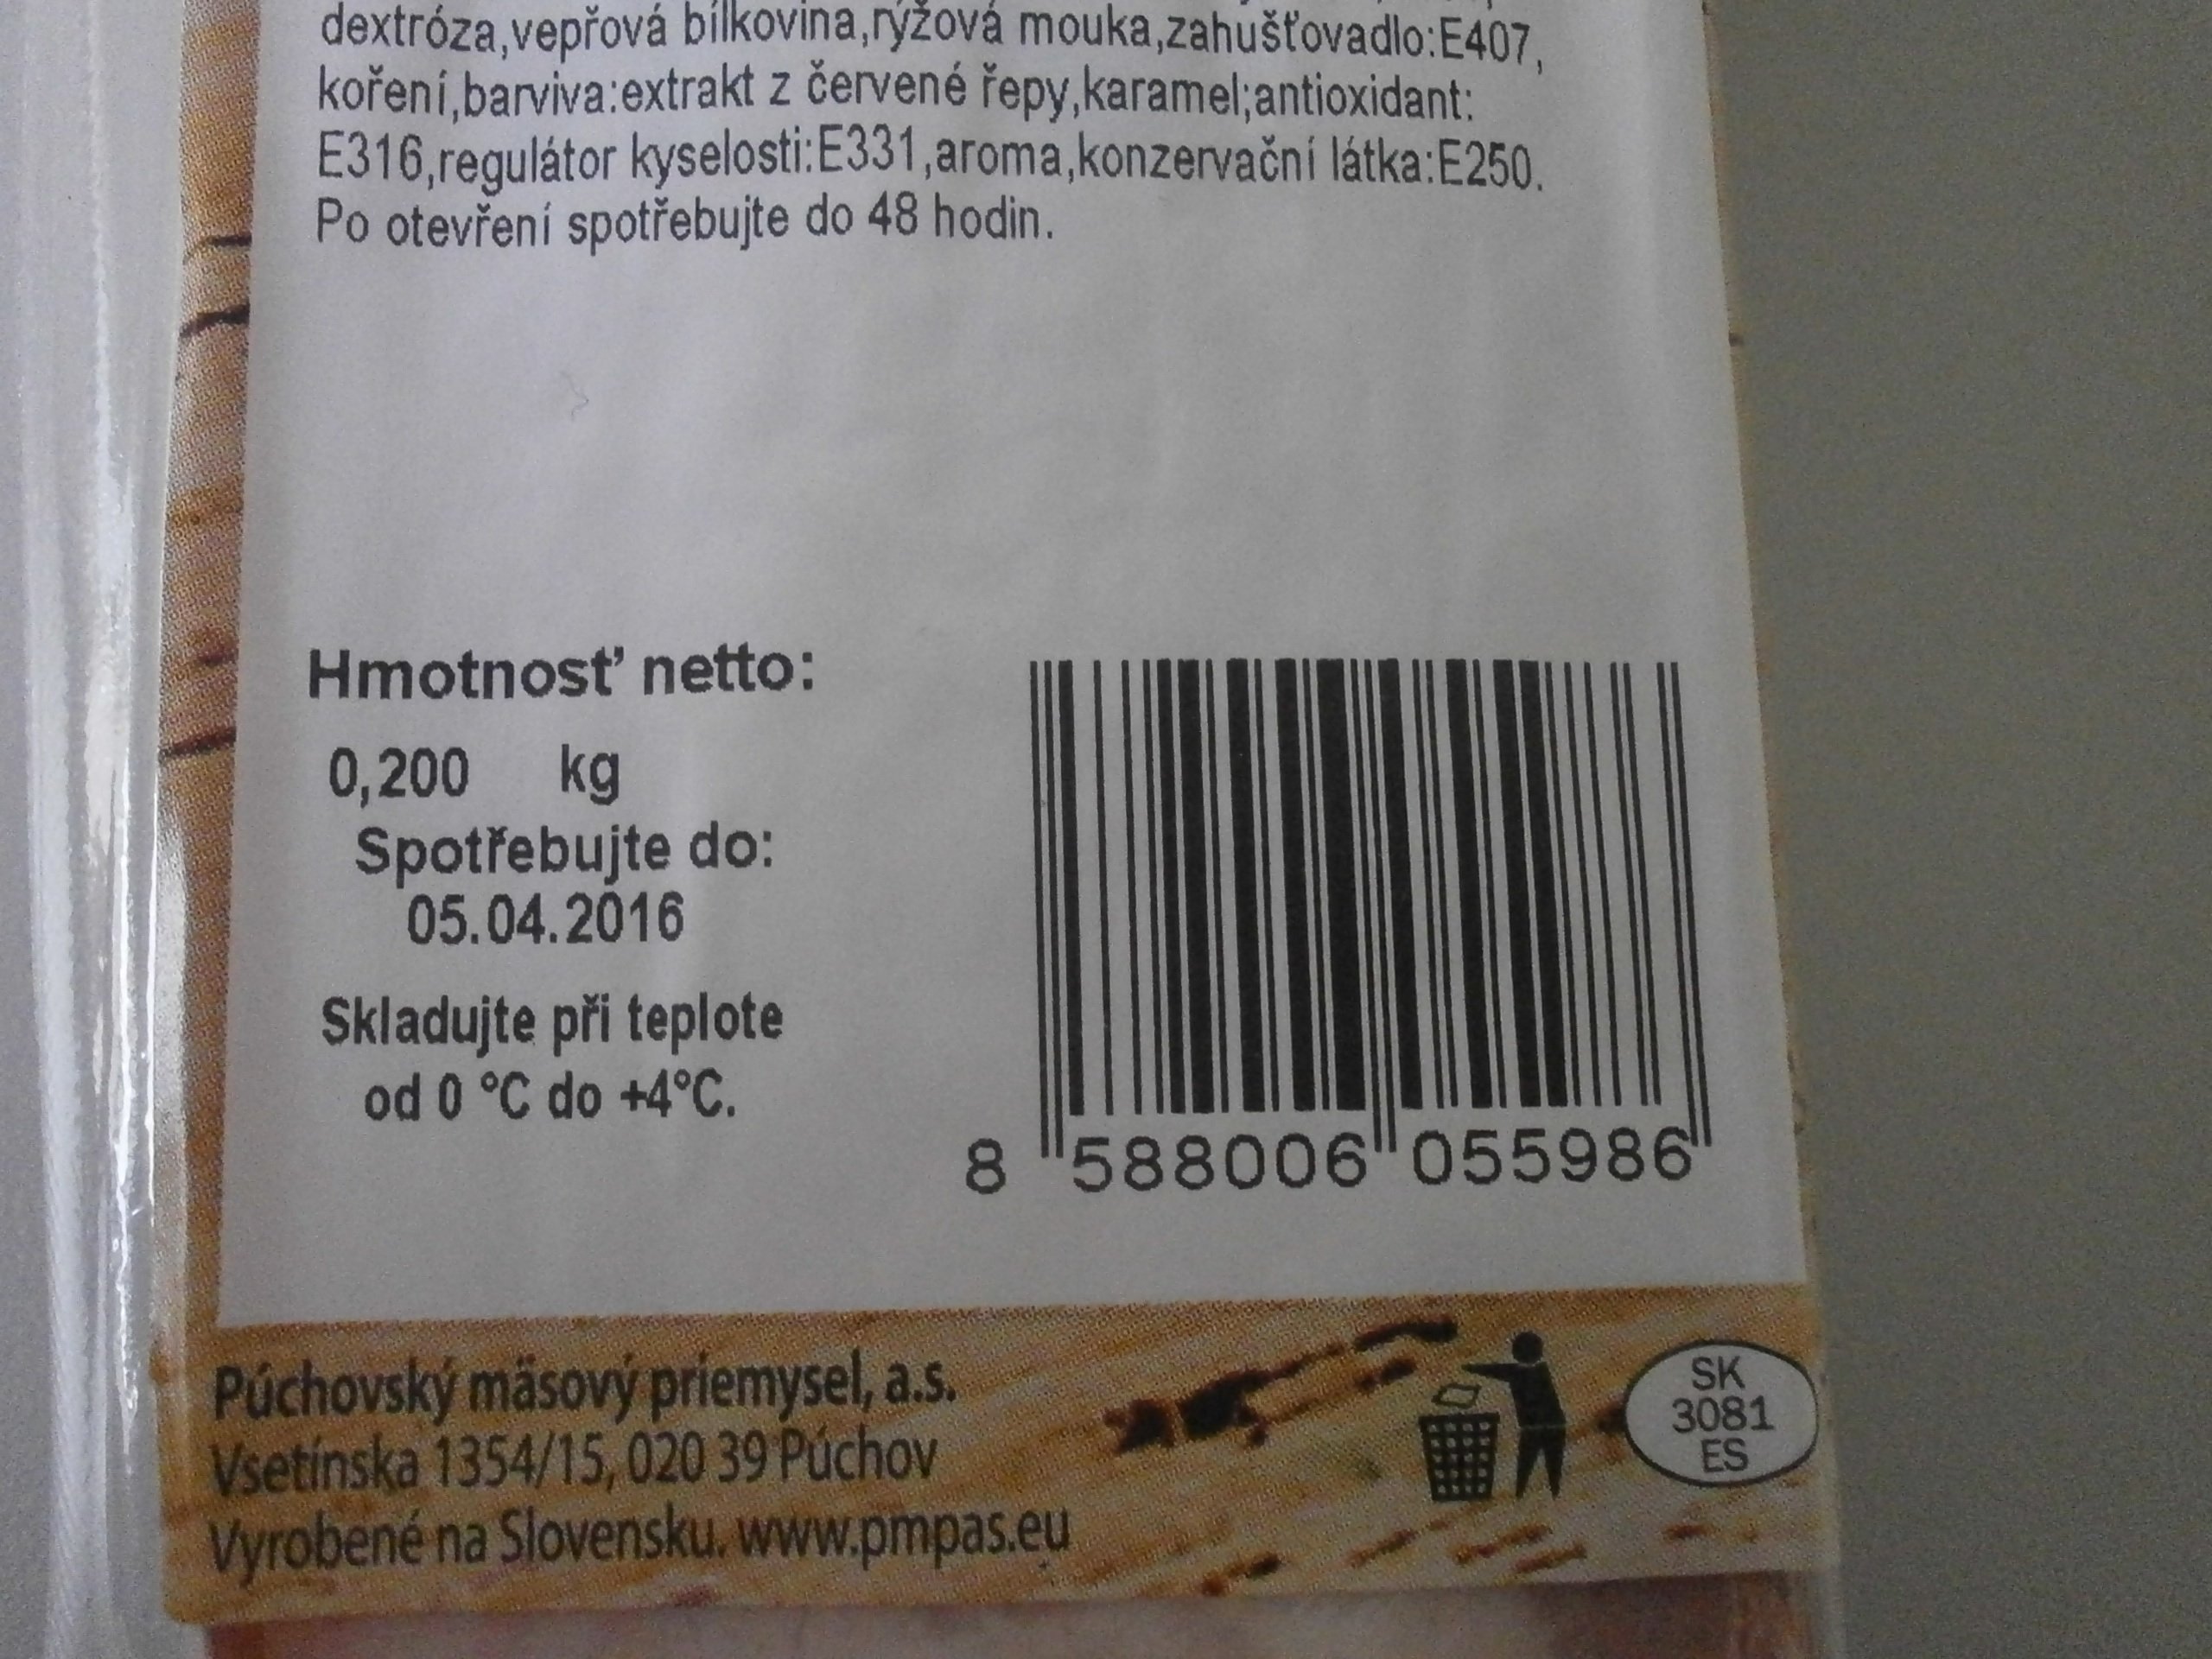 dextróza,vepřová bílkovina,rýžová mouka,zahušťovadlo:E407,
koření,barviva:extrakt z červené řepy,karamel;antioxidant:
E316,regulátor kyselosti:E331,aroma,konzervační látka:E250.
Po otevření spotřebujte do 48 hodin.
Hmotnosť netto:
0,200 kg
Spotřebujte do:
05.04.2016
Skladujte při teplote
od 0 °C do +4°C.
8 588006 055986
Púchovský mäsový priemysel, a.s.
Vsetínska 1354/15, 020 39 Púchov
Vyrobené na Slovensku. www.pmpas.eu
SK
3081
ES